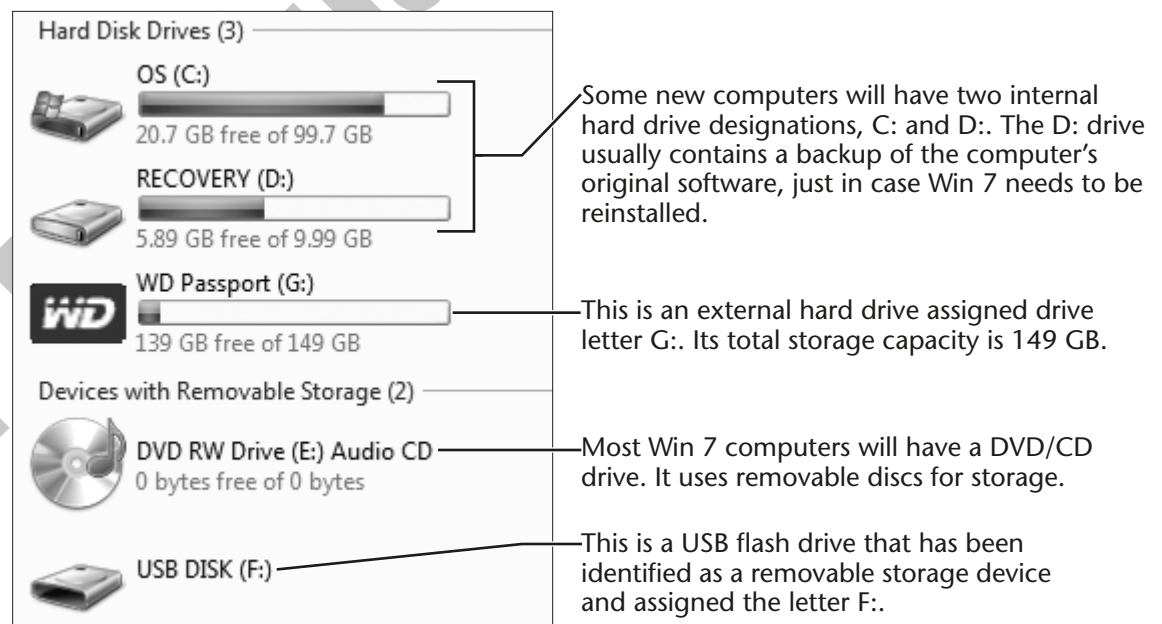 Hard Disk Drives (3)
OS (C:)
20.7 GB free of 99.7 GB
RECOVERY (D:)
5.89 GB free of 9.99 GB
WD
WD Passport (G:)
139 GB free of 149 GB
Devices with Removable Storage (2)
DVD RW Drive (E:) Audio CD
0 bytes free of 0 bytes
USB DISK (F:)
Some new computers will have two internal
hard drive designations, C: and D:. The D: drive
usually contains a backup of the computer’s
original software, just in case Win 7 needs to be
reinstalled.
This is an external hard drive assigned drive
letter G:. Its total storage capacity is 149 GB.
Most Win 7 computers will have a DVD/CD
drive. It uses removable discs for storage.
This is a USB flash drive that has been
identified as a removable storage device
and assigned the letter F:.